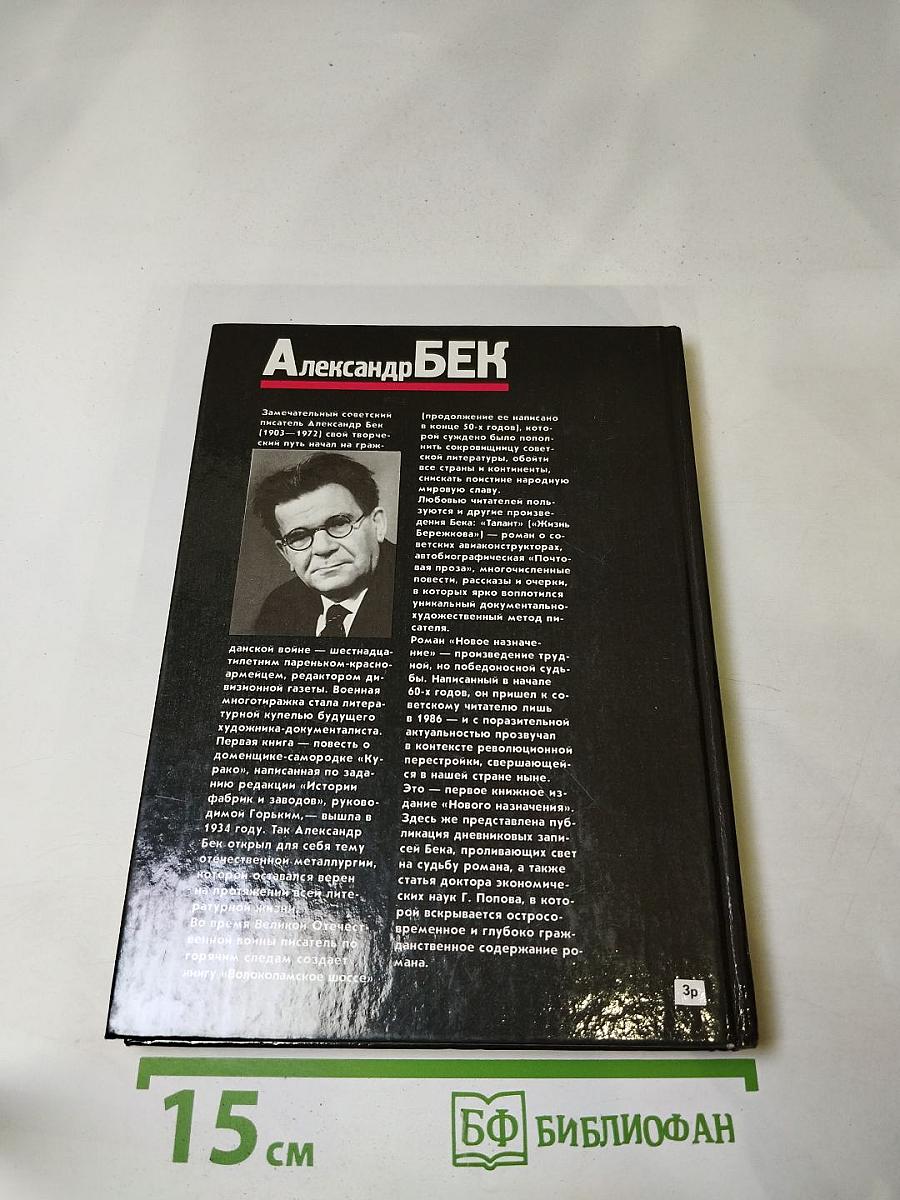 Александр БЕК
Замечательный советский
писатель Александр Бек
(1903—1972) свой творче-
ский путь начал на граж-
данской войне — шестнадца-
тилетним пареньком-красно-
армейцем, редактором ди-
визионной газеты. Военная
многотиражка стала литера-
турной купелью будущего
художника-документалиста.
Первая книга — повесть о
доменщике-самородке «Ку-
рако», написанная по зада-
нию редакции «Истории
фабрик и заводов», руково-
димой Горьким,— вышла в
1934 году. Так Александр
Бек открыл для себя тему
отечественной металлургии,
которой оставался верен
на протяжении всей лите-
ратурной жизни.
Во время Великой Отечест-
венной войны писатель по
горячим следам создает
книгу «Волоколамское шоссе»
(продолжение ее написано
в конце 50-х годов), кото-
рой суждено было попол-
нить сокровищницу совет-
ской литературы, обойти
все страны и континенты,
снискать поистине народную
мировую славу.
Любовью читателей поль-
зуются и другие произве-
дения Бека: «Талант» («Жизнь
Бережкова») — роман о со-
ветских авиаконструкторах,
автобиографическая «Почто-
вая проза», многочисленные
повести, рассказы и очерки,
в которых ярко воплотился
уникальный документально-
художественный метод пи-
сателя.
Роман «Новое назначе-
ние» — произведение труд-
ной, но победоносной судь-
бы. Написанный в начале
60-х годов, он пришел к со-
ветскому читателю лишь
в 1986 — и с поразительной
актуальностью прозвучал
в контексте революционной
перестройки, свершающей-
ся в нашей стране ныне.
Это — первое книжное из-
дание «Нового назначения».
Здесь же представлена пуб-
ликация дневниковых запи-
сей Бека, проливающих свет
на судьбу романа, а также
статья доктора экономиче-
ских наук Г. Попова, в кото-
рой вскрывается остросо-
временное и глубоко граж-
данственное содержание ро-
мана.
3р
15 см
БФ БИБЛИОФАН